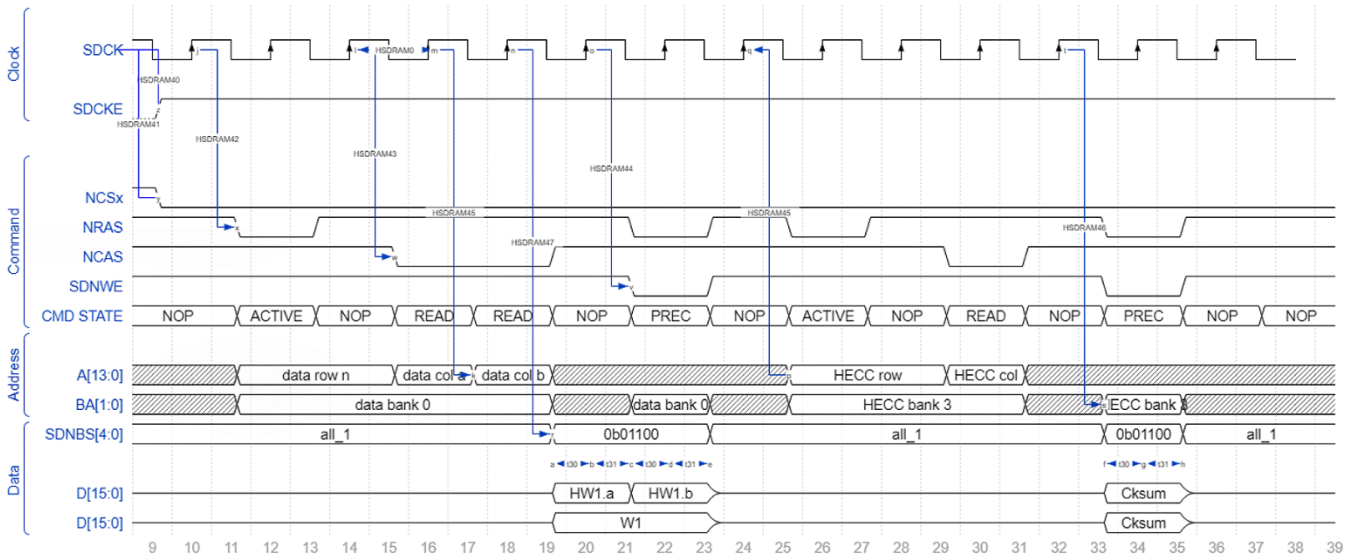 Clock
SDCK
j
l
HSDRAM0
m
n
o
q
t
HSDRAM40
SDCKE
z
HSDRAM41
HSDRAM42
HSDRAM43
HSDRAM44
Command
NCSx
y
HSDRAM45
HSDRAM45
NRAS
x
HSDRAM46
HSDRAM47
NCAS
w
SDNWE
v
CMD STATE
NOP ACTIVE NOP READ READ NOP PREC NOP ACTIVE NOP READ NOP PREC NOP NOP
Address
A[13:0]
data row n data col a data col b HECC row HECC col
k
p
BA[1:0]
data bank 0 data bank 0 HECC bank 3 ECC bank 3
Data
SDNBS[4:0]
all_1 0b01100 all_1 0b01100 all_1
a t30 b t31 c t30 d t31 e f t30 g t31 h
D[15:0]
HW1.a HW1.b Cksum
D[15:0]
W1 Cksum
9 10 11 12 13 14 15 16 17 18 19 20 21 22 23 24 25 26 27 28 29 30 31 32 33 34 35 36 37 38 39